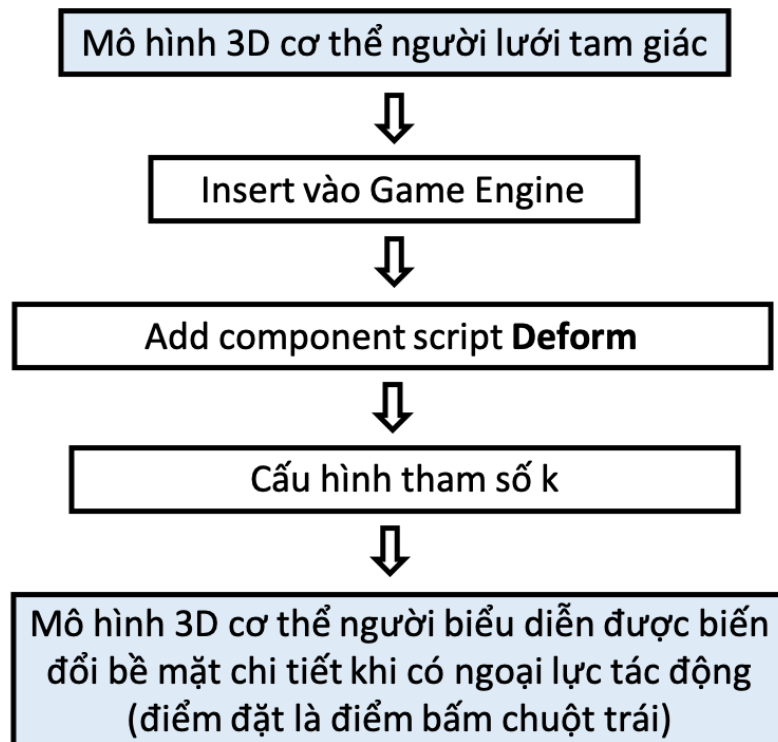 Mô hình 3D cơ thể người lưới tam giác
Insert vào Game Engine
Add component script Deform
Cấu hình tham số k
Mô hình 3D cơ thể người biểu diễn được biến
đổi bề mặt chi tiết khi có ngoại lực tác động
(điểm đặt là điểm bấm chuột trái)